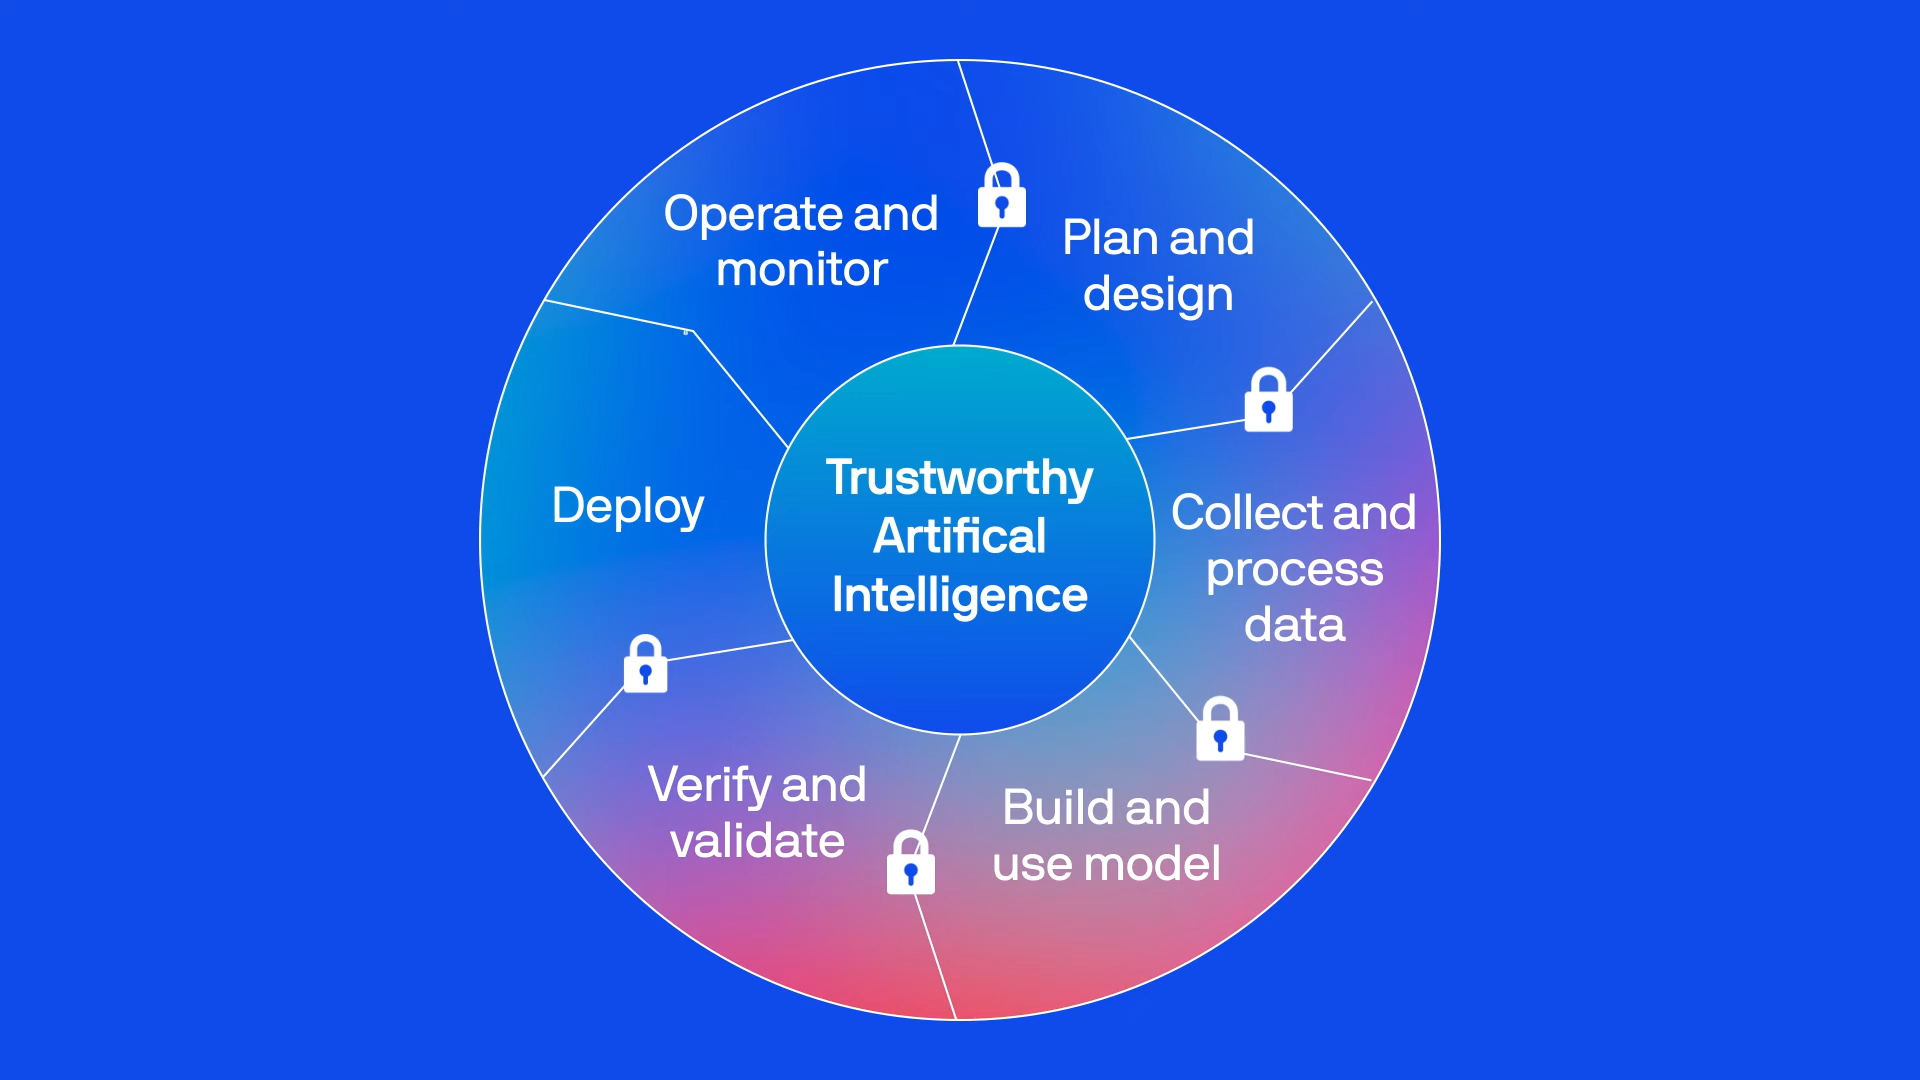 Operate and
monitor
Plan and
design
Collect and
process
data
Build and
use model
Verify and
validate
Deploy
Trustworthy
Artifical
Intelligence